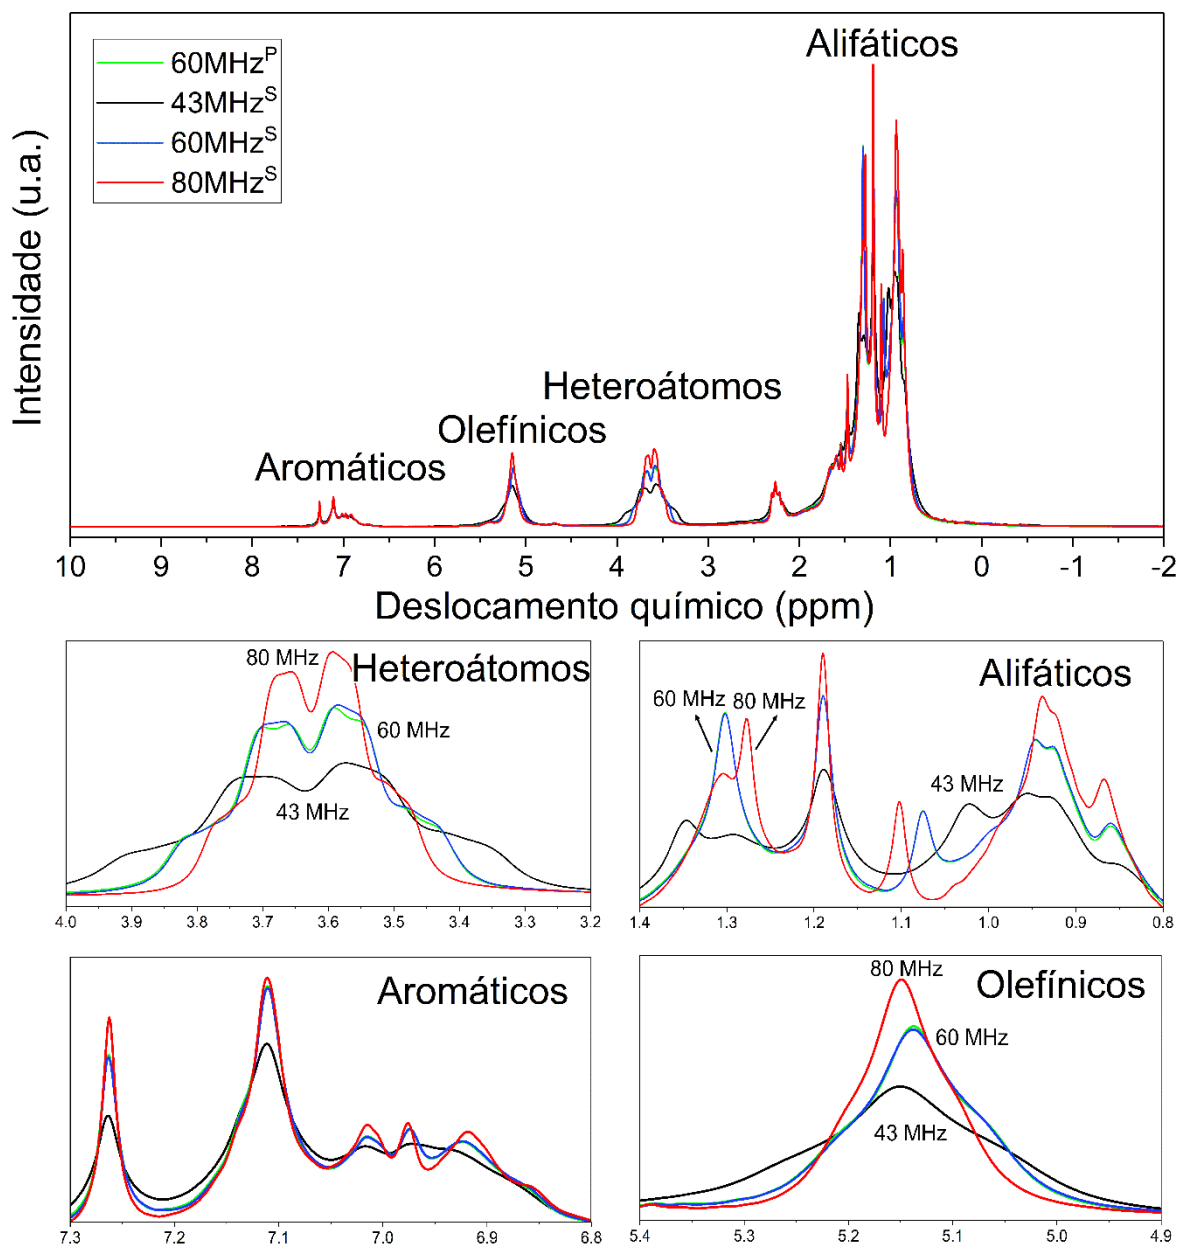 Intensidade (u.a.)
60MHzᴾ
43MHzˢ
60MHzˢ
80MHzˢ
Alifáticos
Heteroátomos
Olefínicos
Aromáticos
10 9 8 7 6 5 4 3 2 1 0 -1 -2
Deslocamento químico (ppm)
Heteroátomos
80 MHz
60 MHz
43 MHz
4.0 3.9 3.8 3.7 3.6 3.5 3.4 3.3 3.2
Alifáticos
60 MHz 80 MHz
43 MHz
1.4 1.3 1.2 1.1 1.0 0.9 0.8
Aromáticos
7.3 7.2 7.1 7.0 6.9 6.8
80 MHz
Olefínicos
60 MHz
43 MHz
5.4 5.3 5.2 5.1 5.0 4.9